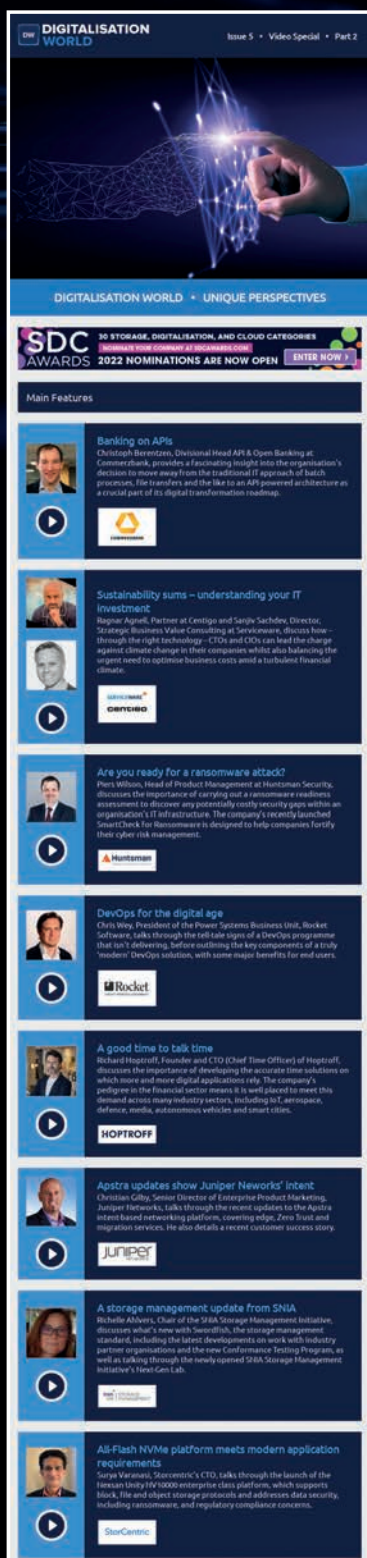 DW DIGITALISATION
WORLD
Issue 5 • Video Special • Part 2
DIGITALISATION WORLD • UNIQUE PERSPECTIVES
SDC
AWARDS
30 STORAGE, DIGITALISATION, AND CLOUD CATEGORIES
NOMINATE YOUR COMPANY AT SDCAWARDS.COM
2022 NOMINATIONS ARE NOW OPEN
ENTER NOW
Main Features
Banking on APIs
Christoph Berentzen, Divisional Head API & Open Banking at
Commerzbank, provides a fascinating insight into the organisation's
decision to move away from the traditional IT approach of batch
processes, file transfers and the like to an API-powered architecture as
a crucial part of its digital transformation roadmap.
COMMERZBANK
Sustainability sums – understanding your IT
investment
Ragnar Agnell, Partner at Centigo and Sanjiv Sachdev, Director,
Strategic Business Value Consulting at Serviceware, discuss how –
through the right technology – CTOs and CIOs can lead the charge
against climate change in their companies whilst also balancing the
urgent need to optimise business costs amid a turbulent financial
climate.
SERVICEWARE
CENTIGO
Are you ready for a ransomware attack?
Piers Wilson, Head of Product Management at Huntsman Security,
discusses the importance of carrying out a ransomware readiness
assessment to discover any potentially costly security gaps within an
organisation's IT infrastructure. The company's recently launched
SmartCheck for Ransomware is designed to help companies fortify
their cyber risk management.
Huntsman
DevOps for the digital age
Chris Wey, President of the Power Systems Business Unit, Rocket
Software, talks through the tell-tale signs of a DevOps programme
that isn't delivering, before outlining the key components of a truly
'modern' DevOps solution, with some major benefits for end users.
Rocket
A good time to talk time
Richard Hoptroff, Founder and CTO (Chief Time Officer) of Hoptroff,
discusses the importance of developing the accurate time solutions on
which more and more digital applications rely. The company's
pedigree in the financial sector means it is well placed to meet this
demand across many industry sectors, including IoT, aerospace,
defence, media, autonomous vehicles and smart cities.
HOPTROFF
Apstra updates show Juniper Neworks' intent
Christian Gilby, Senior Director of Enterprise Product Marketing,
Juniper Networks, talks through the recent updates to the Apstra
intent-based networking platform, covering edge, Zero Trust and
migration services. He also details a recent customer success story.
JUNIPER
NETWORKS
A storage management update from SNIA
Richelle Ahlvers, Chair of the SNIA Storage Management Initiative,
discusses what's new with Swordfish, the storage management
standard, including the latest developments on work with industry
partner organisations and the new Conformance Testing Program, as
well as talking through the newly opened SNIA Storage Management
Initiative's Next-Gen Lab.
STORAGE
MANAGEMENT
All-Flash NVMe platform meets modern application
requirements
Surya Varanasi, Storcentric's CTO, talks through the launch of the
Nexsan Unity NV10000 enterprise class platform, which supports
block, file and object storage protocols and addresses data security,
including ransomware, and regulatory compliance concerns.
StorCentric